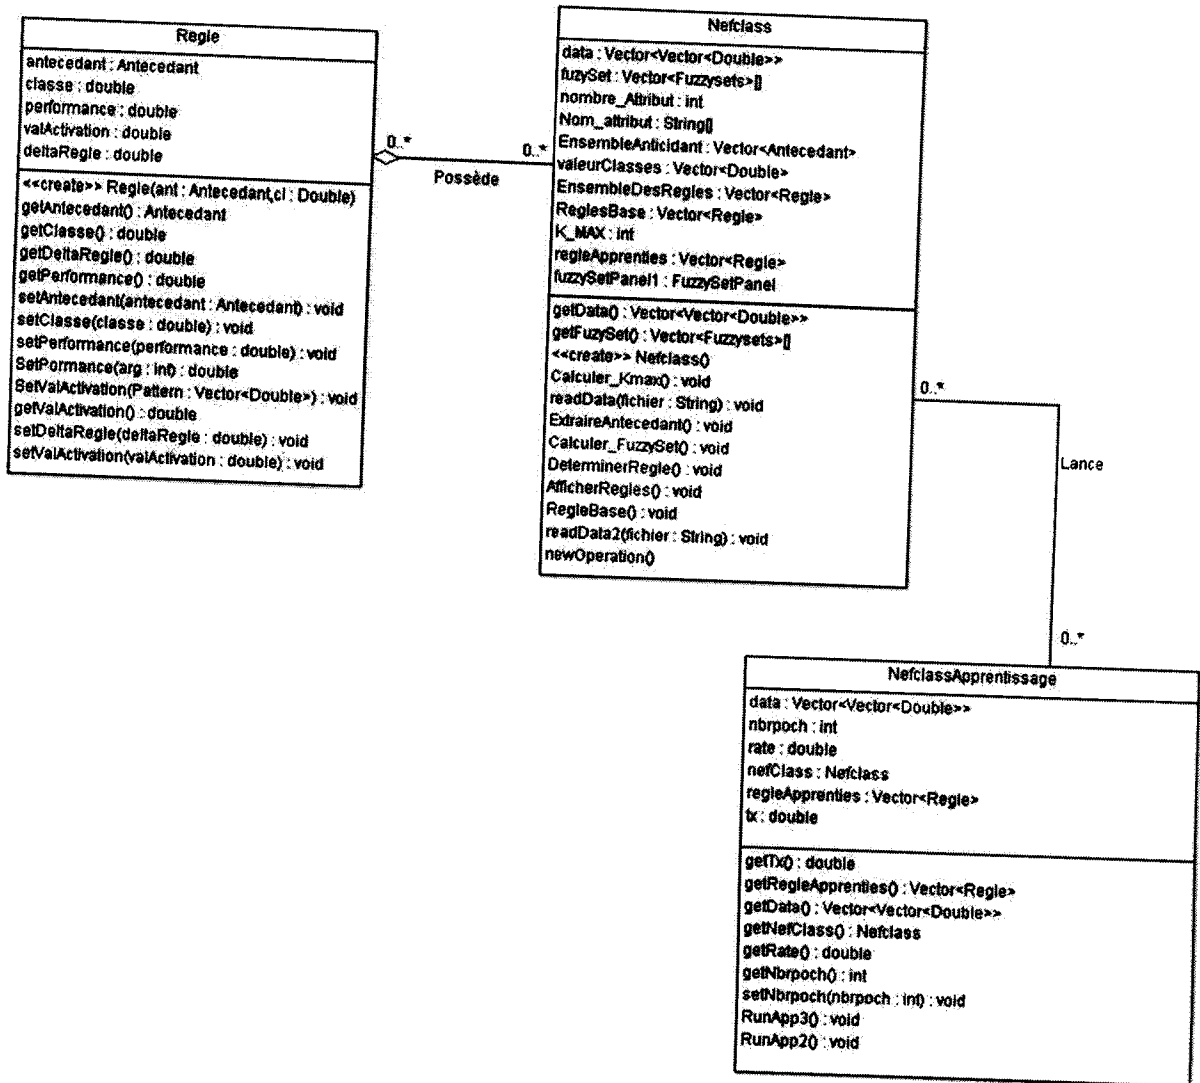 Regle
antecedant : Antecedant
classe : double
performance : double
valActivation : double
deltaRegle : double
<<create>> Regle(ant : Antecedant,cl : Double)
getAntecedant() : Antecedant
getClasse() : double
getDeltaRegle() : double
getPerformance() : double
setAntecedant(antecedant : Antecedant) : void
setClasse(classe : double) : void
setPerformance(performance : double) : void
SetPormance(arg : int) : double
SetValActivation(Pattern : Vector<Double>) : void
getValActivation() : double
setDeltaRegle(deltaRegle : double) : void
setValActivation(valActivation : double) : void
0..*
0..*
Possède
Nefclass
data : Vector<Vector<Double>>
fuzySet : Vector<Fuzzysets>[]
nombre_Attribut : int
Nom_attribut : String[]
EnsembleAnticidant : Vector<Antecedant>
valeurClasses : Vector<Double>
EnsembleDesRegles : Vector<Regle>
ReglesBase : Vector<Regle>
K_MAX : int
regleApprenties : Vector<Regle>
fuzzySetPanel1 : FuzzySetPanel
getData() : Vector<Vector<Double>>
getFuzySet() : Vector<Fuzzysets>[]
<<create>> Nefclass()
Calculer_Kmax() : void
readData(fichier : String) : void
ExtraireAntecedant() : void
Calculer_FuzzySet() : void
DeterminerRegle() : void
AfficherRegles() : void
RegleBase() : void
readData2(fichier : String) : void
newOperation()
0..*
Lance
0..*
NefclassApprentissage
data : Vector<Vector<Double>>
nbrpoch : int
rate : double
nefClass : Nefclass
regleApprenties : Vector<Regle>
tx : double
getTx() : double
getRegleApprenties() : Vector<Regle>
getData() : Vector<Vector<Double>>
getNefClass() : Nefclass
getRate() : double
getNbrpoch() : int
setNbrpoch(nbrpoch : int) : void
RunApp3() : void
RunApp2() : void